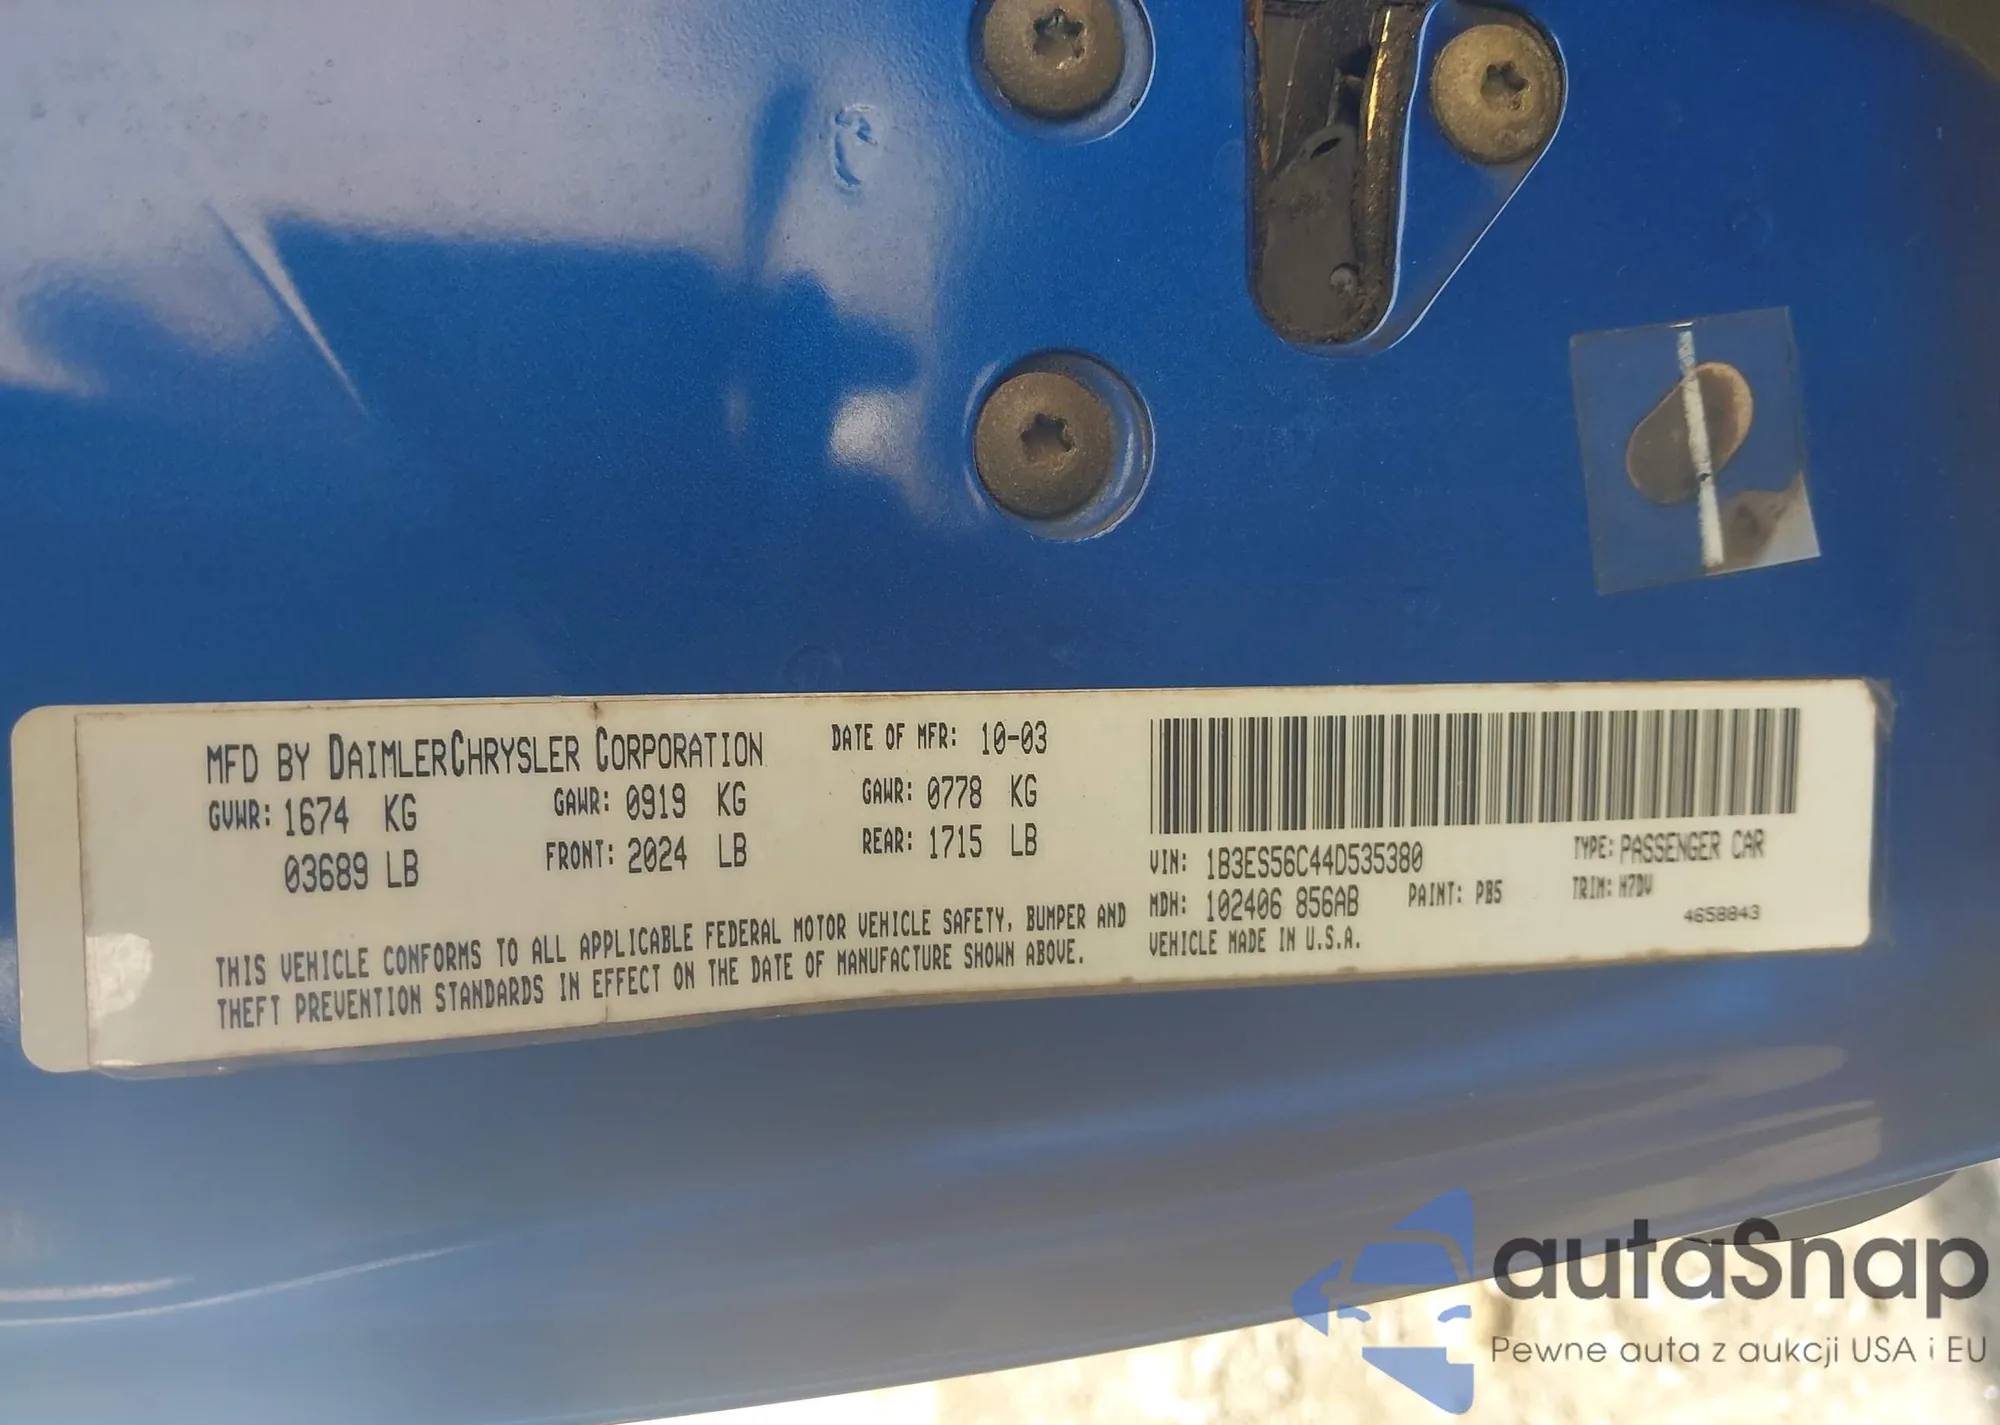 MFD BY DAIMLERCHRYSLER CORPORATION DATE OF MFR: 10-03
GVWR: 1674 KG GAWR: 0919 KG GAWR: 0778 KG
03689 LB FRONT: 2024 LB REAR: 1715 LB
THIS VEHICLE CONFORMS TO ALL APPLICABLE FEDERAL MOTOR VEHICLE SAFETY, BUMPER AND
THEFT PREVENTION STANDARDS IN EFFECT ON THE DATE OF MANUFACTURE SHOWN ABOVE.
VIN: 1B3ES56C44D535380 TYPE: PASSENGER CAR
MDH: 102406 856AB PAINT: PB5 TRIM: H7DV
4658843
VEHICLE MADE IN U.S.A.
autaSnap
Pewne auta z aukcji USA i EU